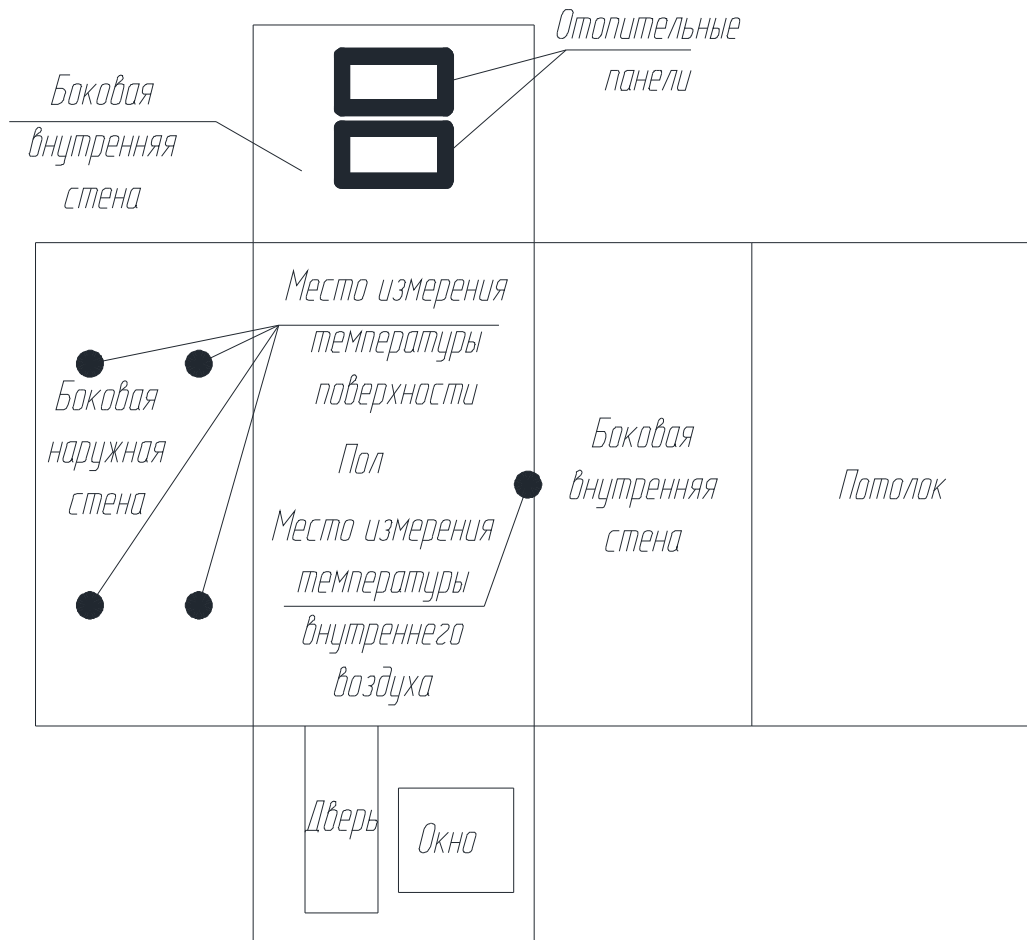 Отопительные
панели
Боковая
внутренняя
стена
Место измерения
температуры
поверхности
Боковая
наружная
стена
Пол
Место измерения
температуры
внутреннего
воздуха
Боковая
внутренняя
стена
Потолок
Дверь
Окно